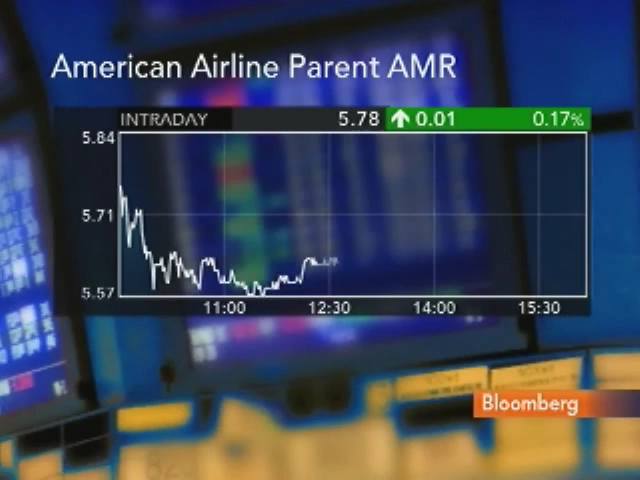 American Airline Parent AMR
INTRADAY 5.78 ↑ 0.01 0.17%
5.84
5.71
5.57
11:00 12:30 14:00 15:30
Bloomberg